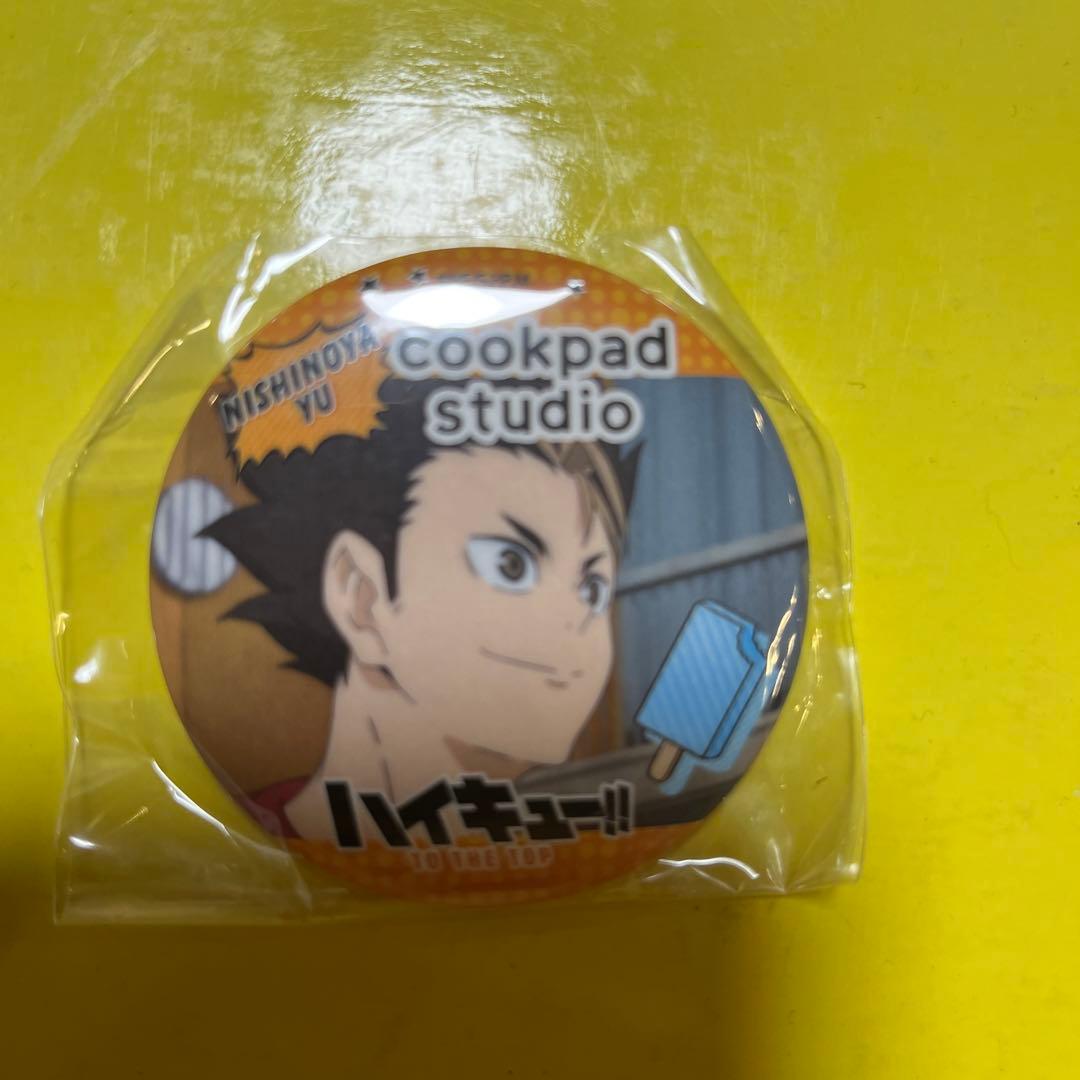 NISHINOYA
YU
cookpad
studio
ハイキュー!!
TO THE TOP